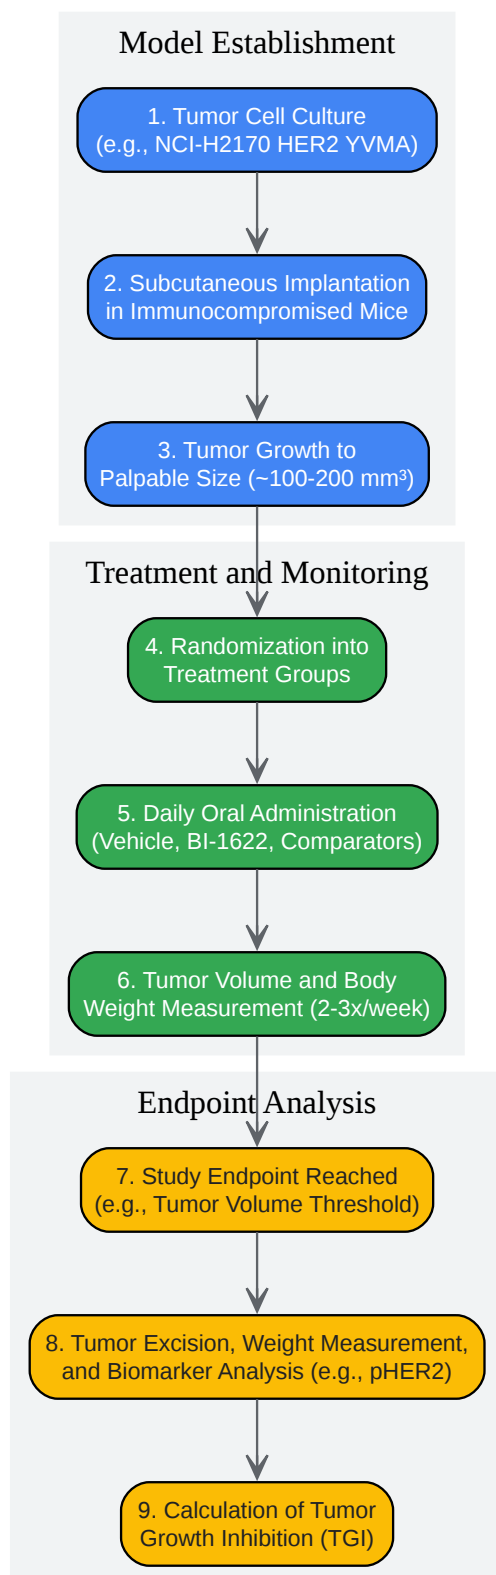 Model Establishment
1. Tumor Cell Culture
(e.g., NCI-H2170 HER2 YVMA)
2. Subcutaneous Implantation
in Immunocompromised Mice
3. Tumor Growth to
Palpable Size (~100-200 mm³)
Treatment and Monitoring
4. Randomization into
Treatment Groups
5. Daily Oral Administration
(Vehicle, BI-1622, Comparators)
6. Tumor Volume and Body
Weight Measurement (2-3x/week)
Endpoint Analysis
7. Study Endpoint Reached
(e.g., Tumor Volume Threshold)
8. Tumor Excision, Weight Measurement,
and Biomarker Analysis (e.g., pHER2)
9. Calculation of Tumor
Growth Inhibition (TGI)